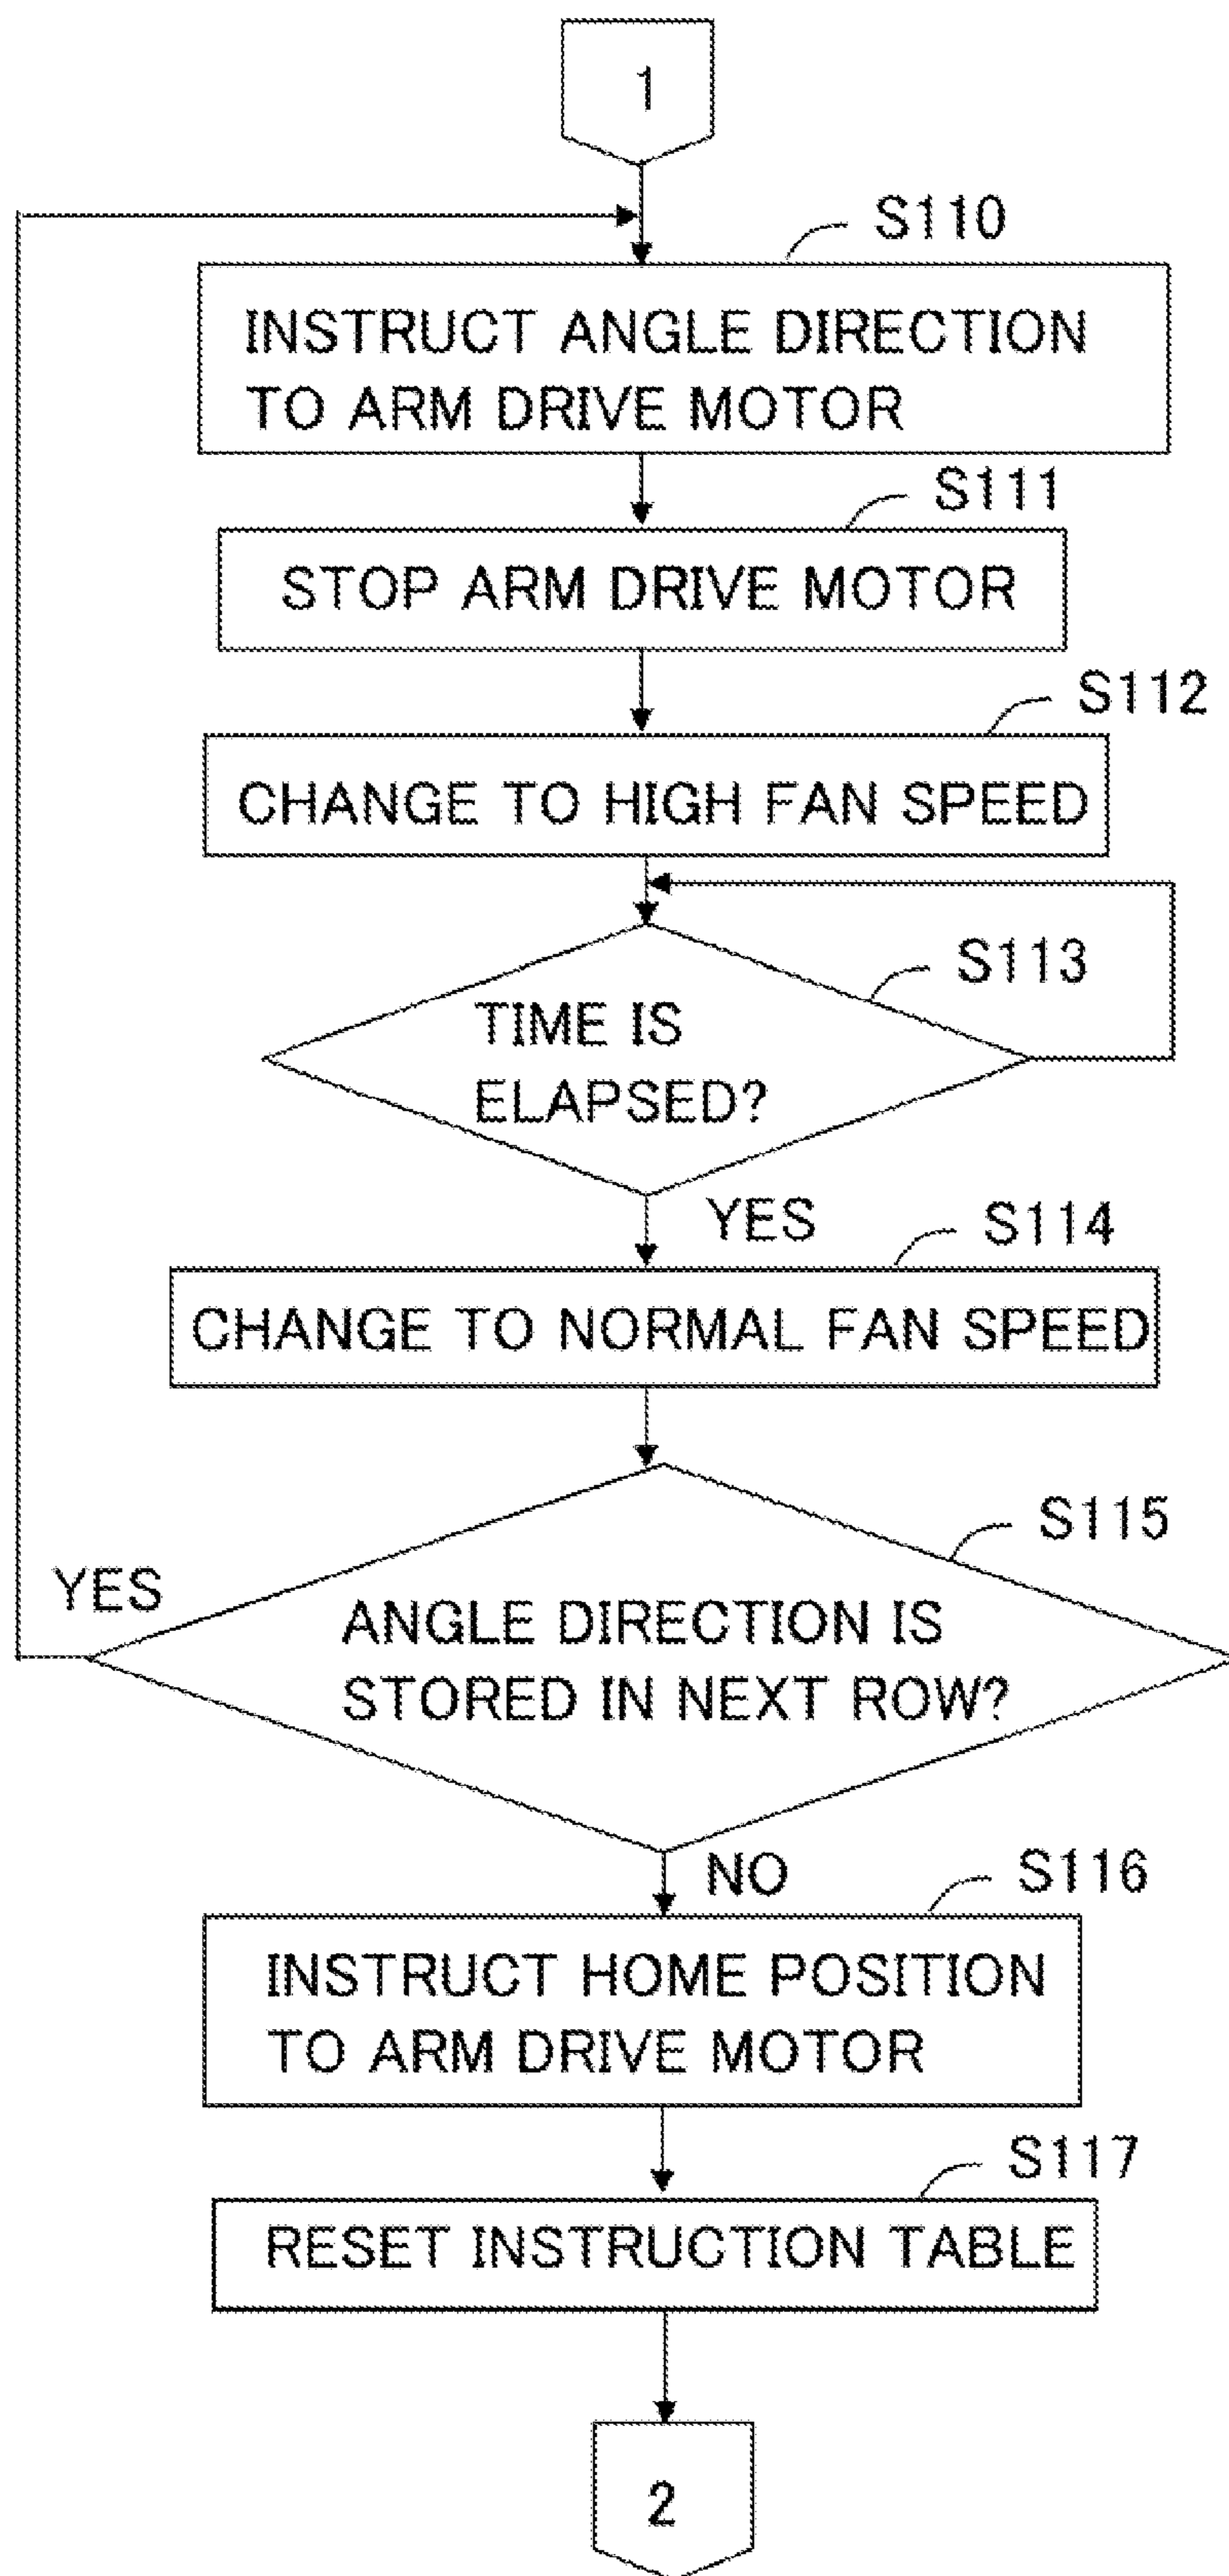 1
S110
INSTRUCT ANGLE DIRECTION
TO ARM DRIVE MOTOR
S111
STOP ARM DRIVE MOTOR
S112
CHANGE TO HIGH FAN SPEED
S113
TIME IS
ELAPSED?
YES
S114
CHANGE TO NORMAL FAN SPEED
S115
YES
ANGLE DIRECTION IS
STORED IN NEXT ROW?
NO
S116
INSTRUCT HOME POSITION
TO ARM DRIVE MOTOR
S117
RESET INSTRUCTION TABLE
2